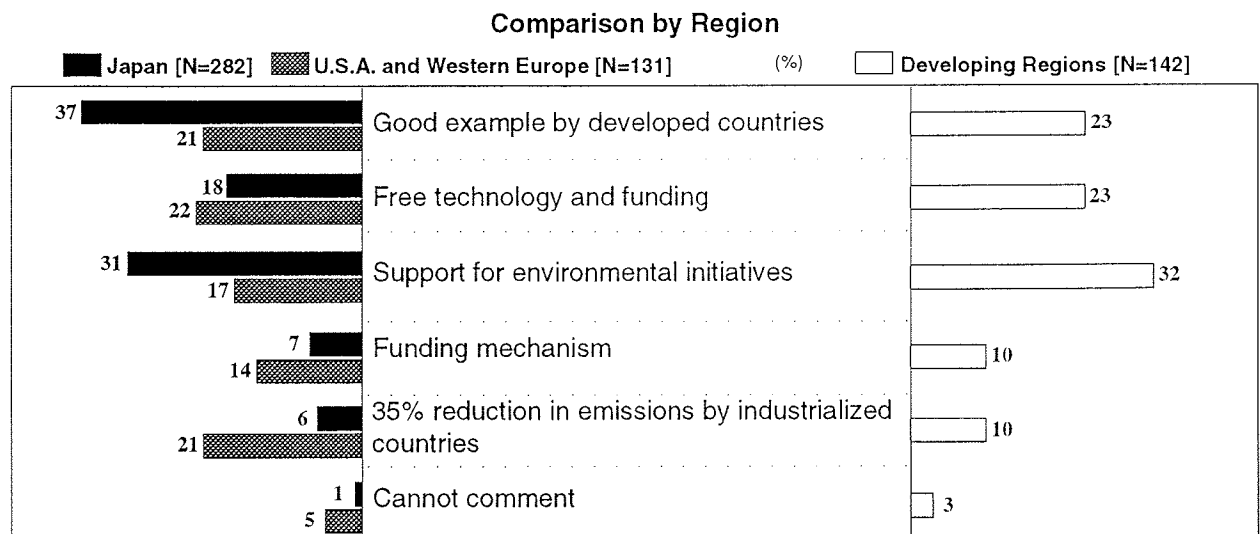 Comparison by Region
Japan [N=282] U.S.A. and Western Europe [N=131] (%) Developing Regions [N=142]
37 Good example by developed countries 23
21
18 Free technology and funding 23
22
31 Support for environmental initiatives 32
17
7 Funding mechanism 10
14
6 35% reduction in emissions by industrialized
21 countries 10
1 Cannot comment 3
5